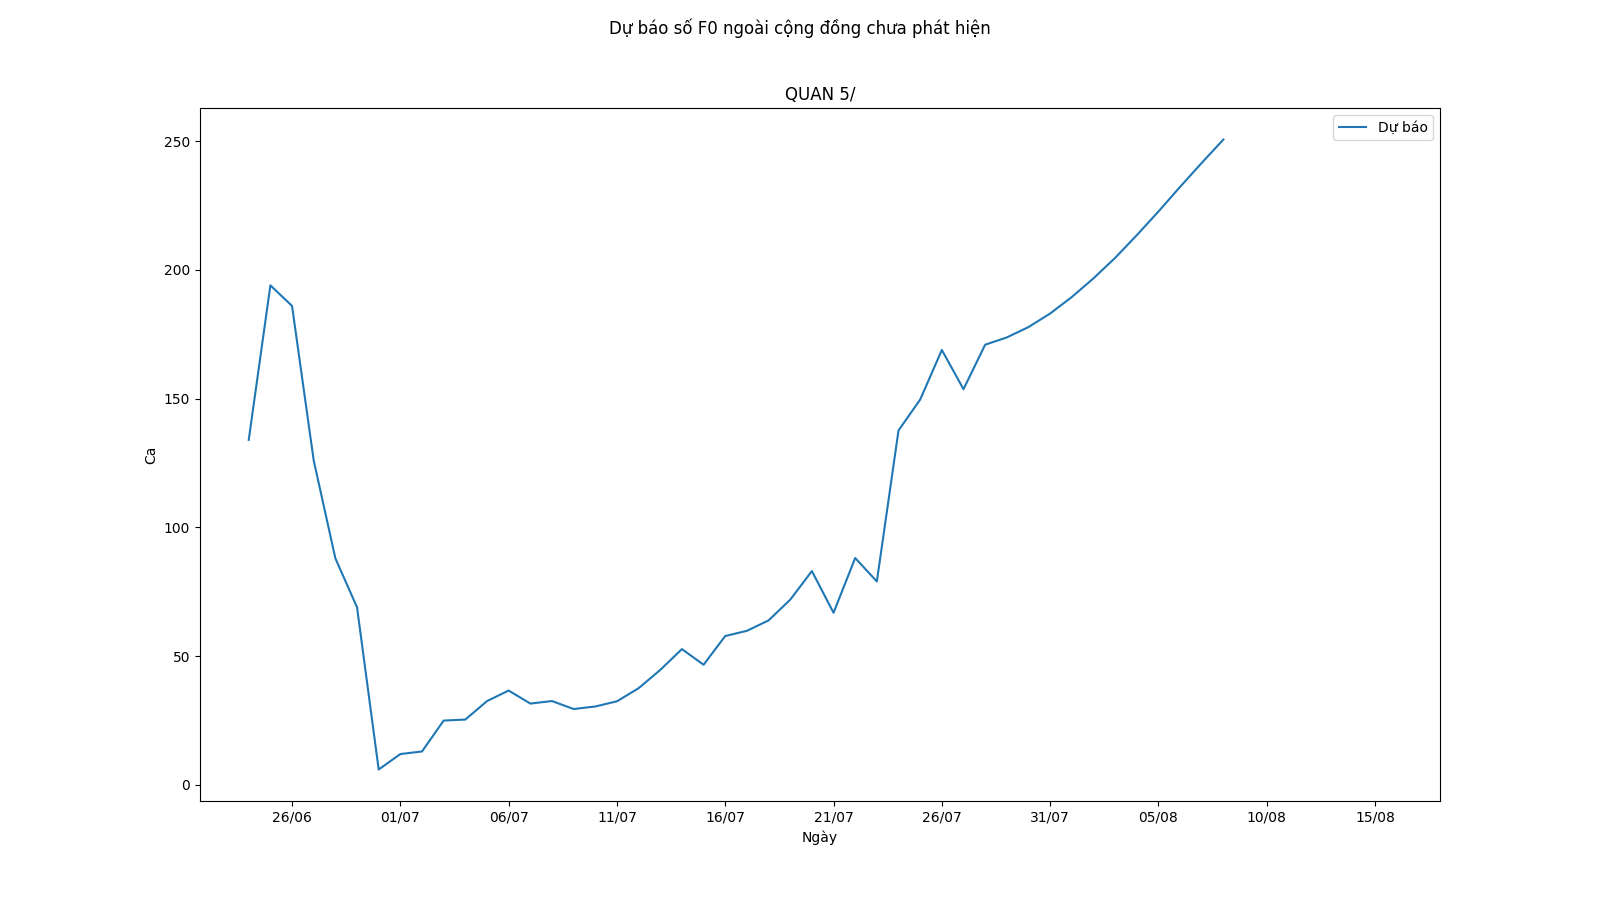 Dự báo số F0 ngoài cộng đồng chưa phát hiện
QUAN 5/
Dự báo
250
200
150
100
50
0
Ca
26/06 01/07 06/07 11/07 16/07 21/07 26/07 31/07 05/08 10/08 15/08
Ngày